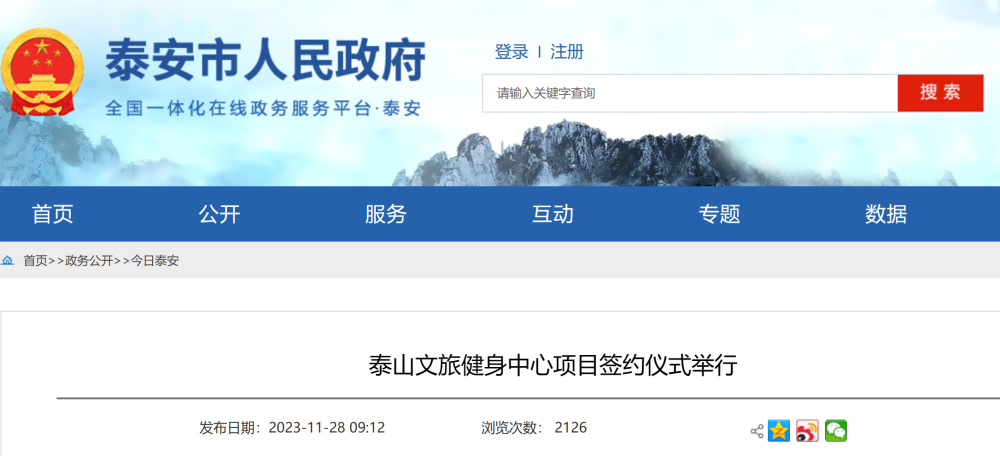 泰安市人民政府
全国一体化在线政务服务平台·泰安
登录 | 注册
请输入关键字查询
搜 索
首页 公开 服务 互动 专题 数据
首页>>政务公开>>今日泰安
泰山文旅健身中心项目签约仪式举行
发布日期：2023-11-28 09:12 浏览次数： 2126